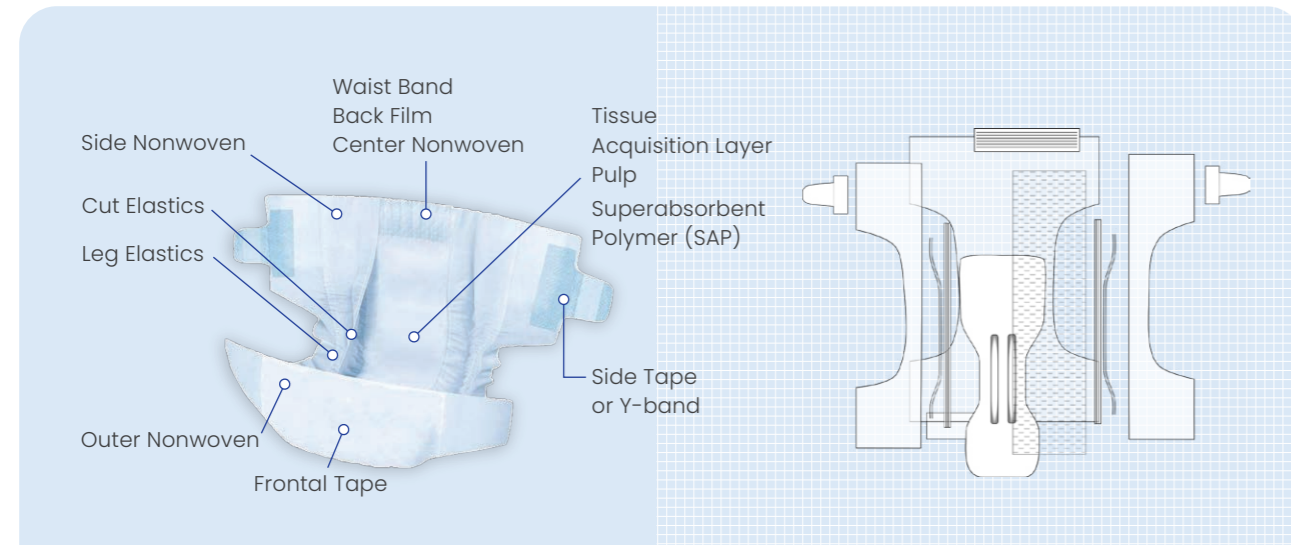 Waist Band
Back Film
Center Nonwoven
Side Nonwoven
Cut Elastics
Leg Elastics
Tissue
Acquisition Layer
Pulp
Superabsorbent
Polymer (SAP)
Side Tape
or Y-band
Outer Nonwoven
Frontal Tape